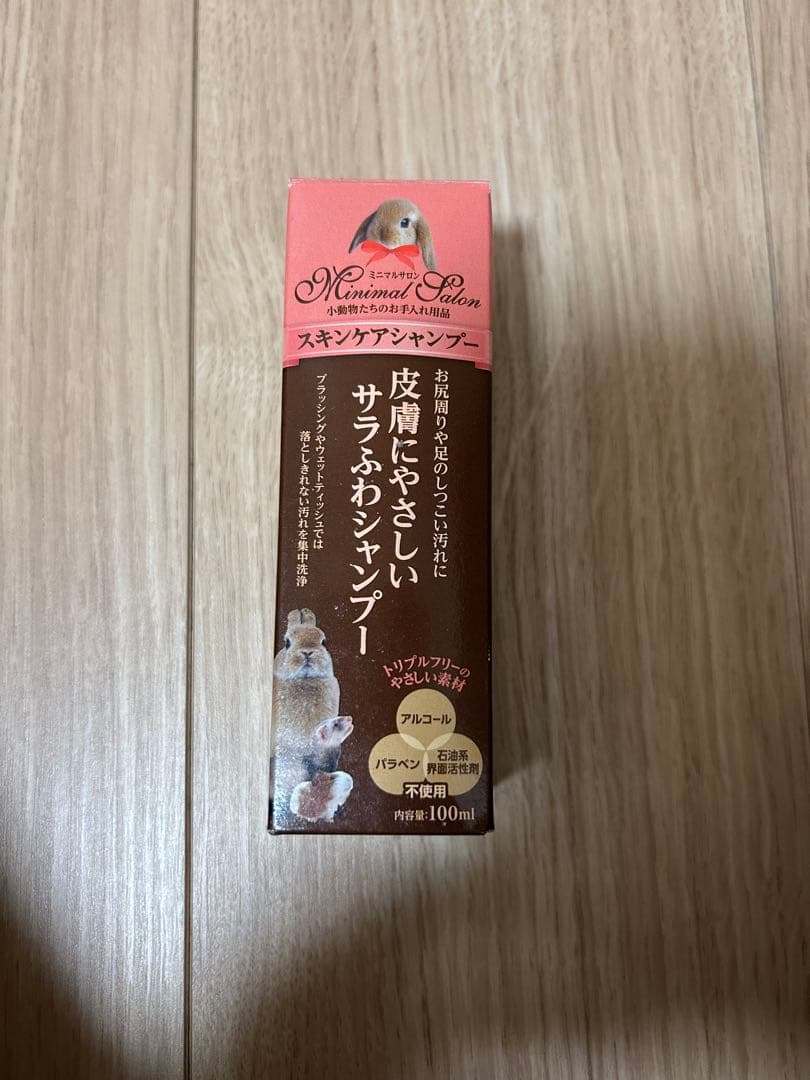 ミニマルサロン
Minimal Salon
小動物たちのお手入れ用品
スキンケアシャンプー
お尻周りや足のしつこい汚れに
皮膚にやさしい
サラふわシャンプー
ブラッシングやウェットティッシュでは
落としきれない汚れを集中洗浄
トリプルフリーの
やさしい素材
アルコール
パラベン
石油系
界面活性剤
不使用
内容量:100ml